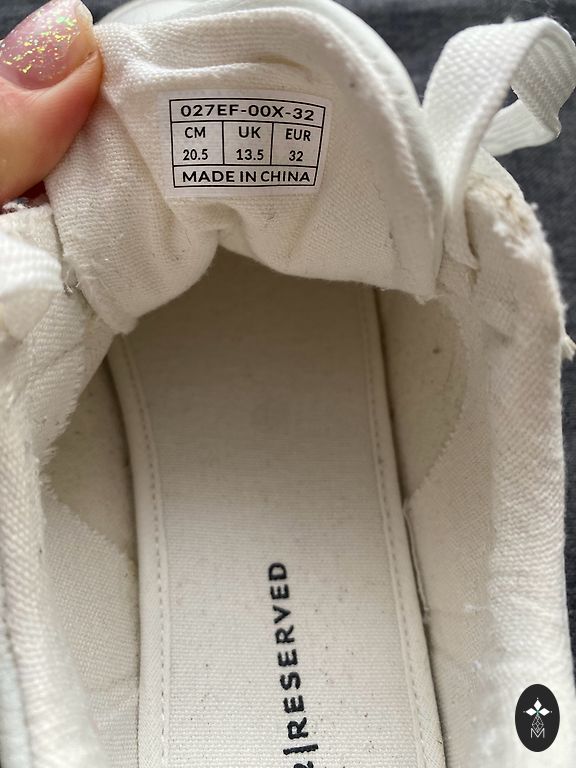 027EF-00X-32
CM UK EUR
20.5 13.5 32
MADE IN CHINA
RESERVED